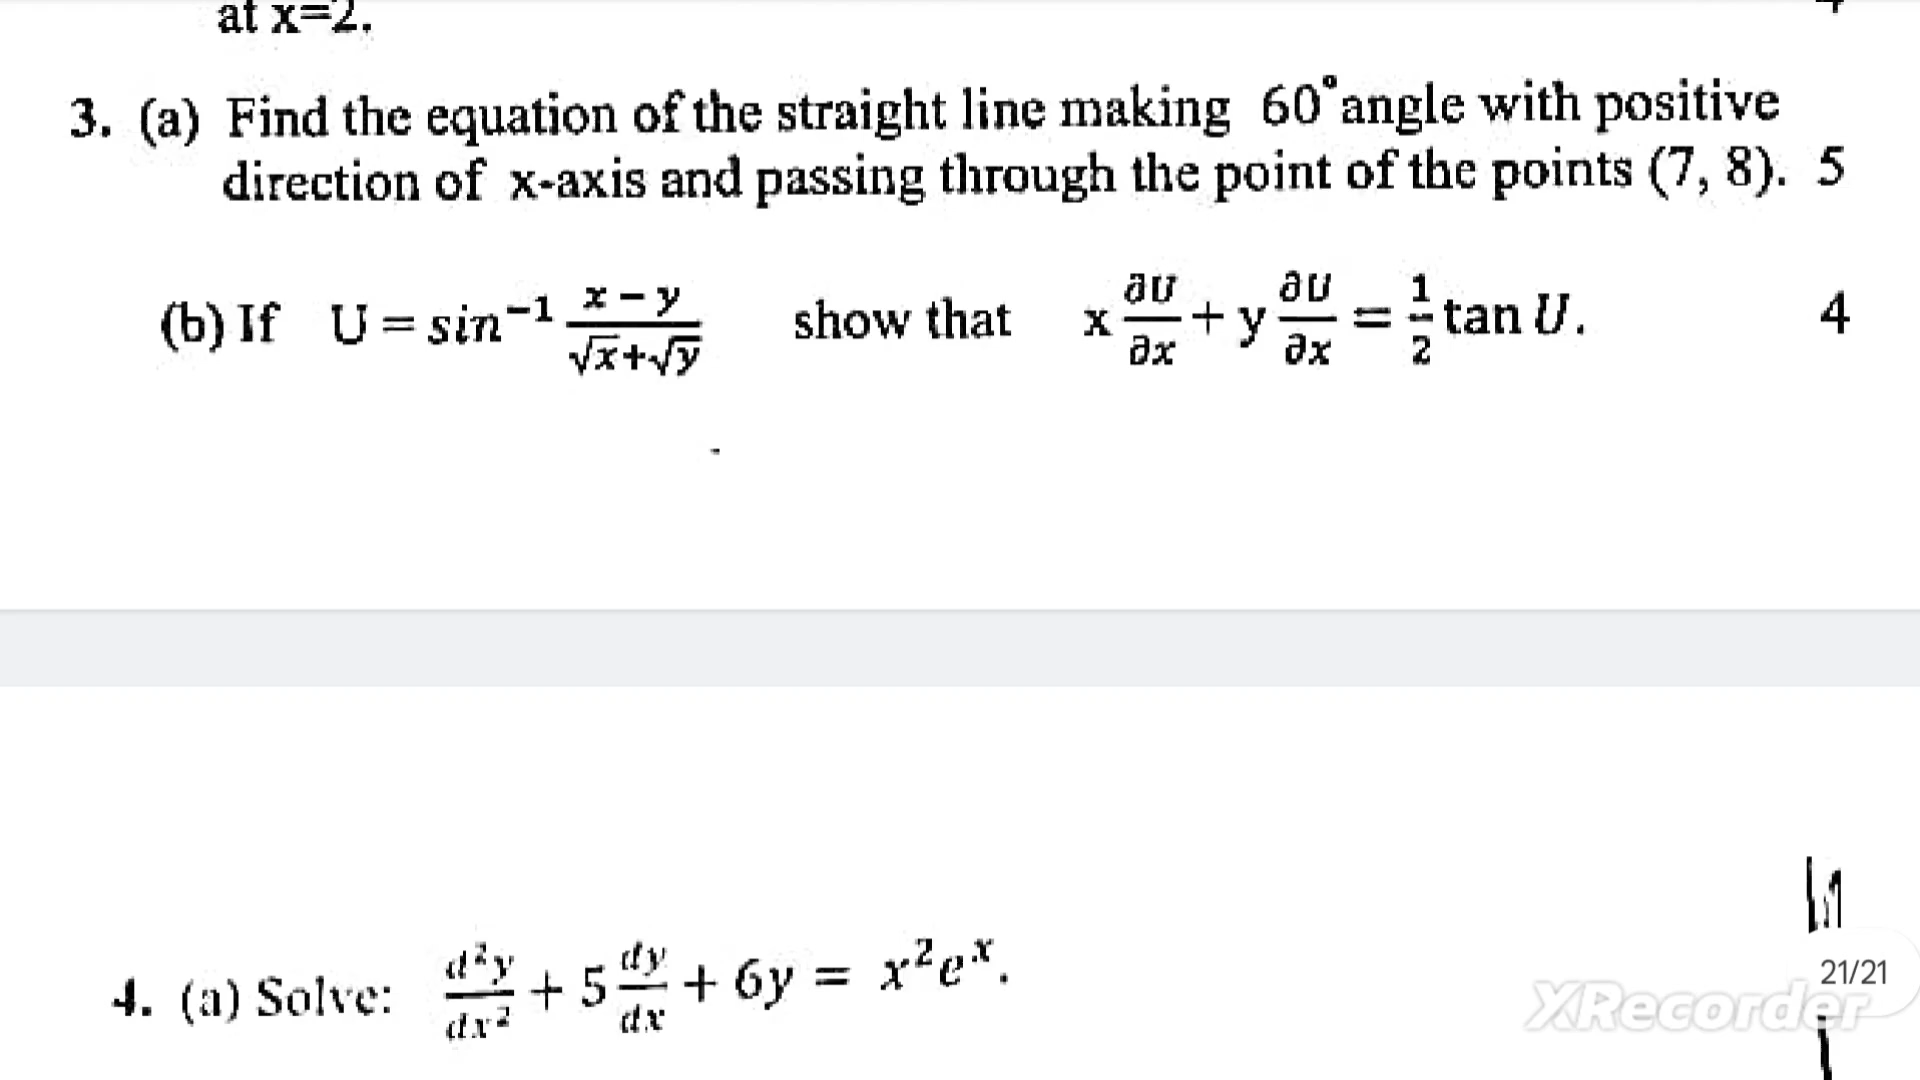 at x=2.
3. (a) Find the equation of the straight line making 60° angle with positive
direction of x-axis and passing through the point of the points (7, 8). 5
(b) If U = sin⁻¹ (x − y)/(√x+√y) show that x ∂U/∂x + y ∂U/∂x = 1/2 tan U. 4
4. (a) Solve: d²y/dx² + 5 dy/dx + 6y = x²eˣ.
21/21
XRecorder